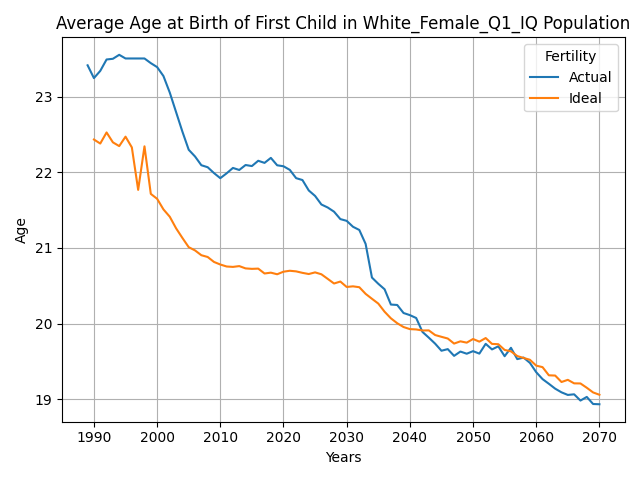 Average Age at Birth of First Child in White_Female_Q1_IQ Population
Fertility
Actual
Ideal
Age
23
22
21
20
19
1990 2000 2010 2020 2030 2040 2050 2060 2070
Years